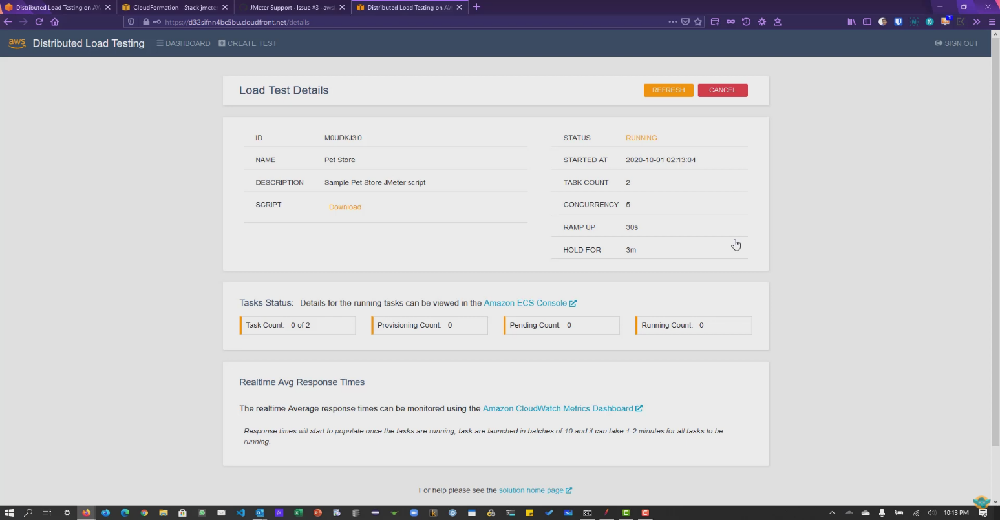 Distributed Load Testing on AW
CloudFormation - Stack jmeter
JMeter Support · Issue #3 · aws
Distributed Load Testing on AW
https://d32sifnn4bc5bu.cloudfront.net/details
aws Distributed Load Testing DASHBOARD CREATE TEST SIGN OUT
Load Test Details REFRESH CANCEL
ID M0UDKJ3i0
NAME Pet Store
DESCRIPTION Sample Pet Store JMeter script
SCRIPT Download
STATUS RUNNING
STARTED AT 2020-10-01 02:13:04
TASK COUNT 2
CONCURRENCY 5
RAMP UP 30s
HOLD FOR 3m
Tasks Status: Details for the running tasks can be viewed in the Amazon ECS Console
Task Count: 0 of 2 Provisioning Count: 0 Pending Count: 0 Running Count: 0
Realtime Avg Response Times
The realtime Average response times can be monitored using the Amazon CloudWatch Metrics Dashboard
Response times will start to populate once the tasks are running, task are launched in batches of 10 and it can take 1-2 minutes for all tasks to be
running.
For help please see the solution home page
10:13 PM